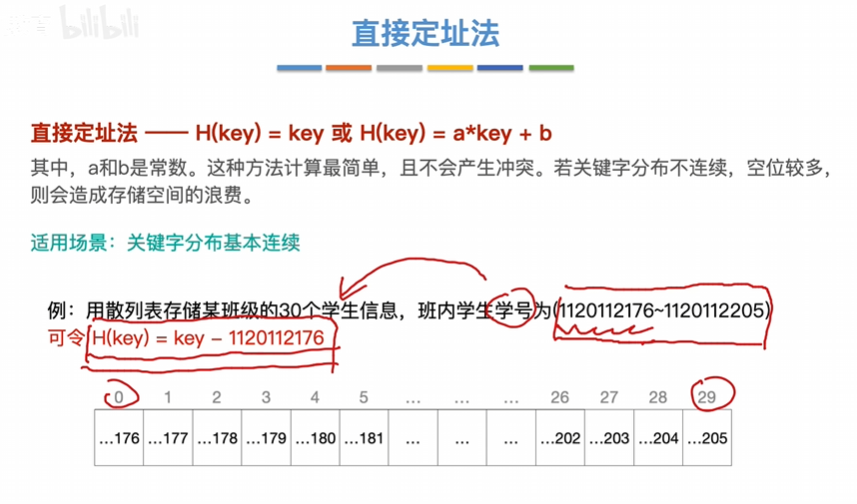 bilibili
直接定址法
直接定址法 —— H(key) = key 或 H(key) = a*key + b
其中，a和b是常数。这种方法计算最简单，且不会产生冲突。若关键字分布不连续，空位较多，
则会造成存储空间的浪费。
适用场景：关键字分布基本连续
例：用散列表存储某班级的30个学生信息，班内学生学号为(1120112176~1120112205)
可令 H(key) = key – 1120112176
0 1 2 3 4 5 ... ... ... 26 27 28 29
...176 ...177 ...178 ...179 ...180 ...181 ... ... ... ...202 ...203 ...204 ...205